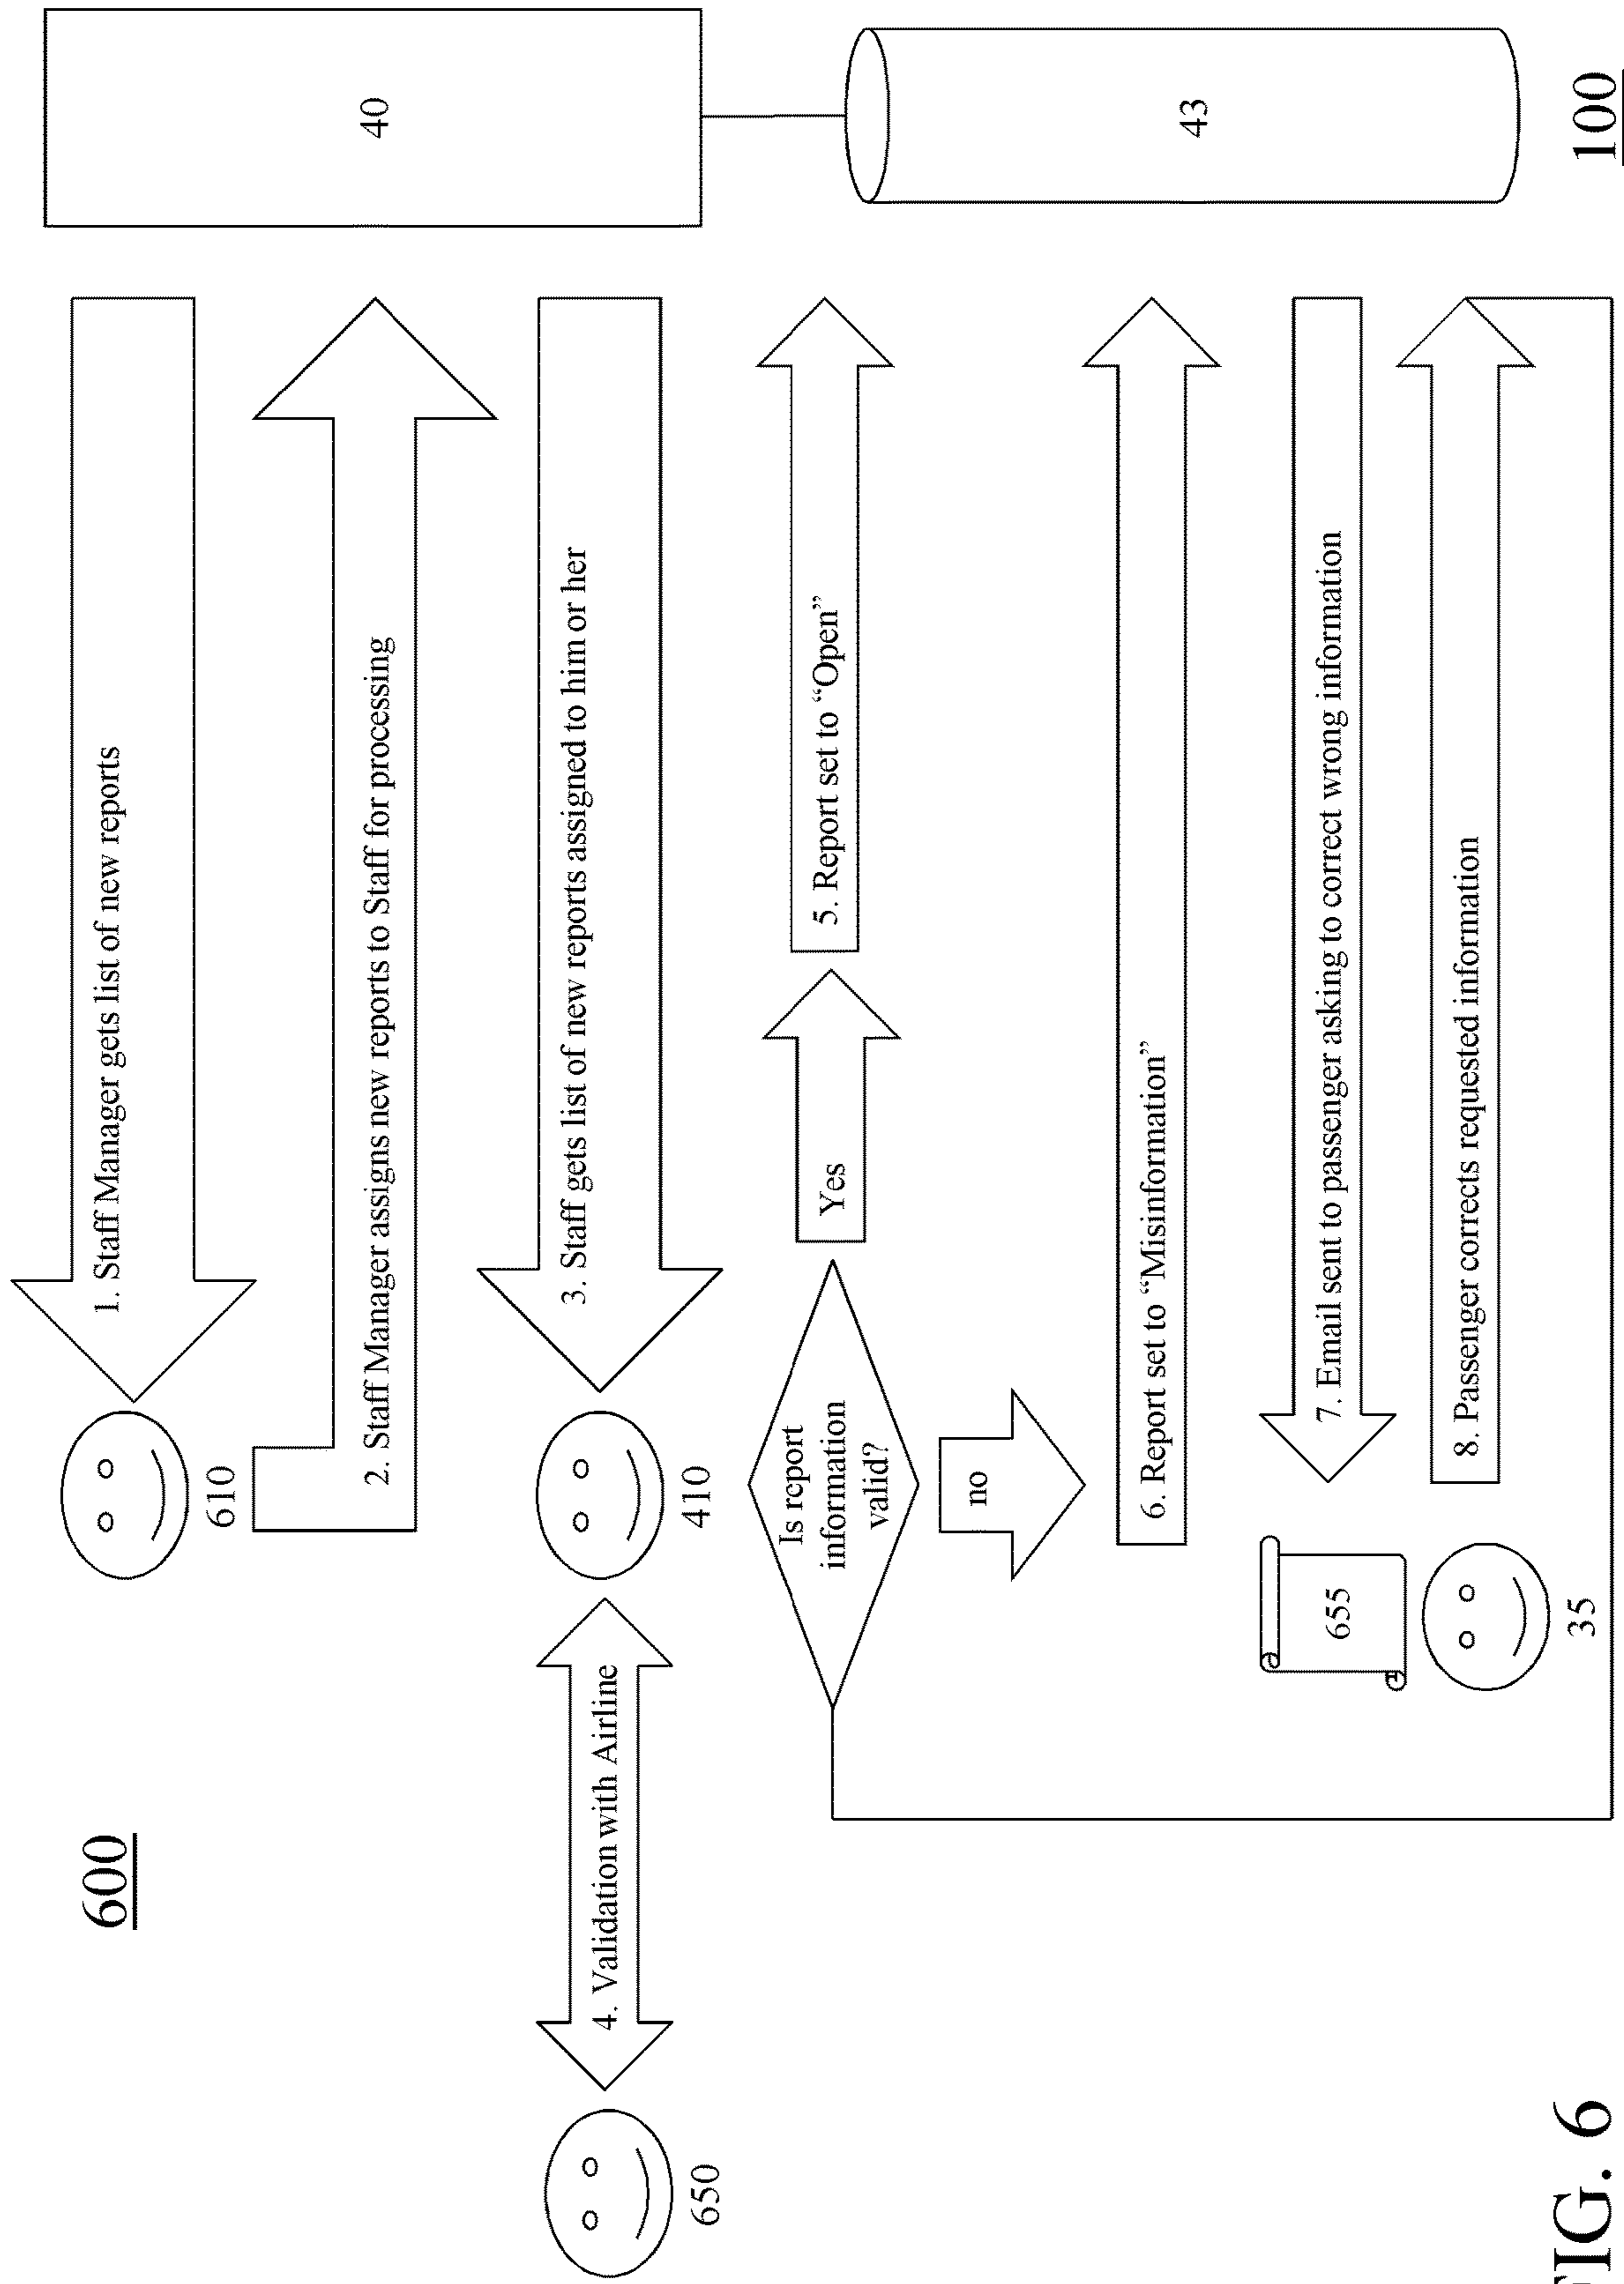 600
1. Staff Manager gets list of new reports
610
2. Staff Manager assigns new reports to Staff for processing
40
3. Staff gets list of new reports assigned to him or her
4. Validation with Airline
650
410
Is report
information
valid?
Yes
5. Report set to “Open”
no
6. Report set to “Misinformation”
43
7. Email sent to passenger asking to correct wrong information
655
8. Passenger corrects requested information
35
100
FIG. 6